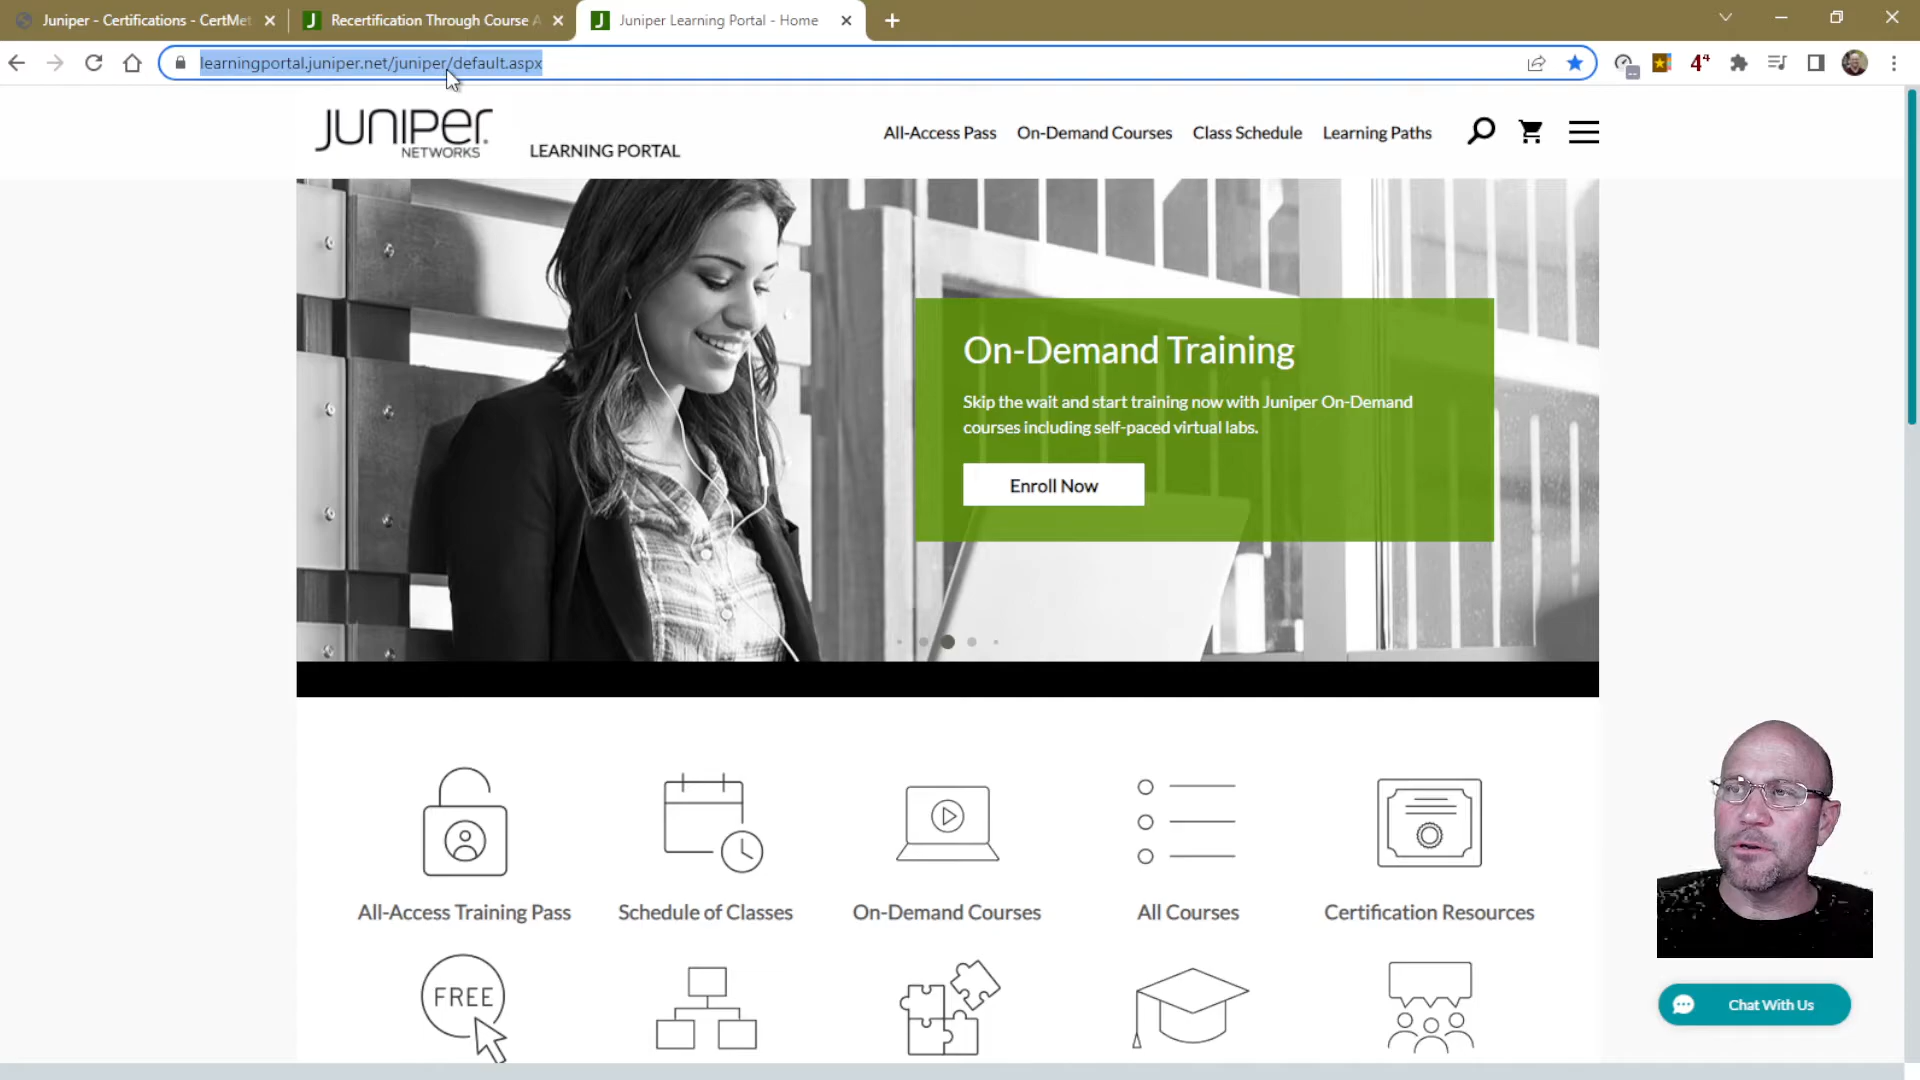 Juniper - Certifications - CertMet
Recertification Through Course A
Juniper Learning Portal - Home
learningportal.juniper.net/juniper/default.aspx
4⁴
JUNIPEr
NETWORKS
LEARNING PORTAL
All-Access Pass
On-Demand Courses
Class Schedule
Learning Paths
On-Demand Training
Skip the wait and start training now with Juniper On-Demand
courses including self-paced virtual labs.
Enroll Now
All-Access Training Pass
Schedule of Classes
On-Demand Courses
All Courses
Certification Resources
FREE
Chat With Us